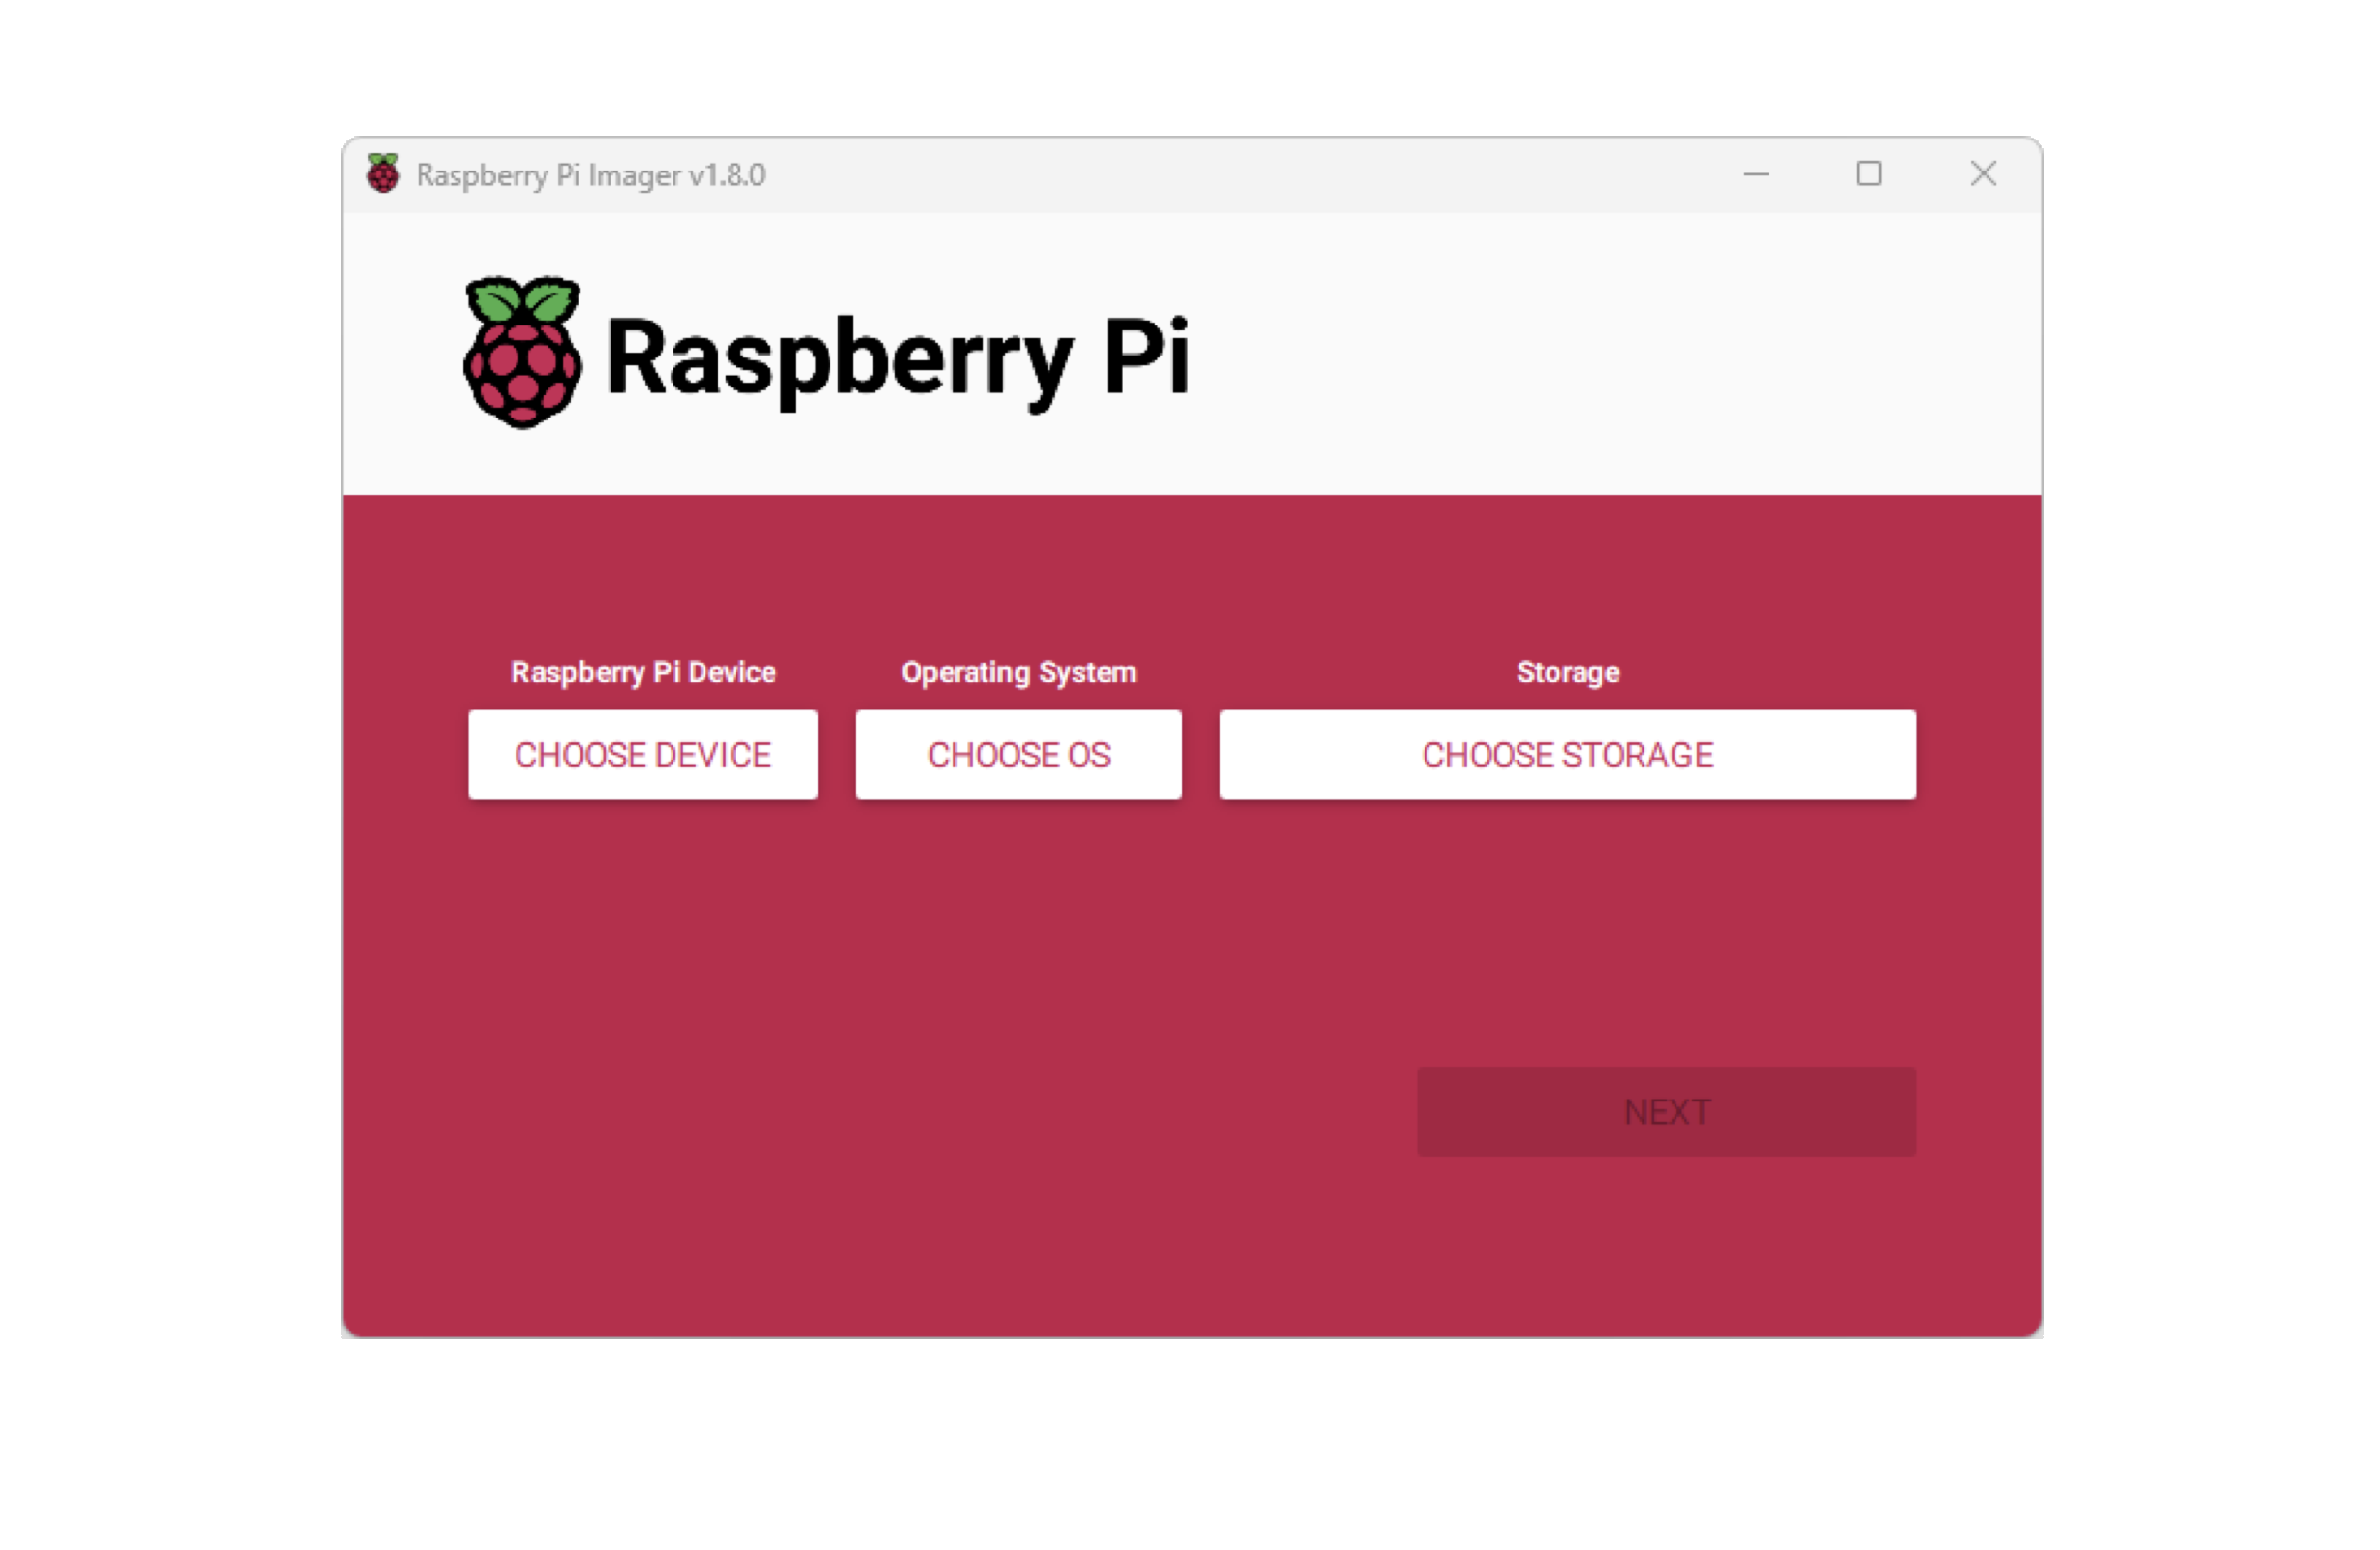 Raspberry Pi Imager v1.8.0
Raspberry Pi
Raspberry Pi Device
Operating System
Storage
CHOOSE DEVICE
CHOOSE OS
CHOOSE STORAGE
NEXT